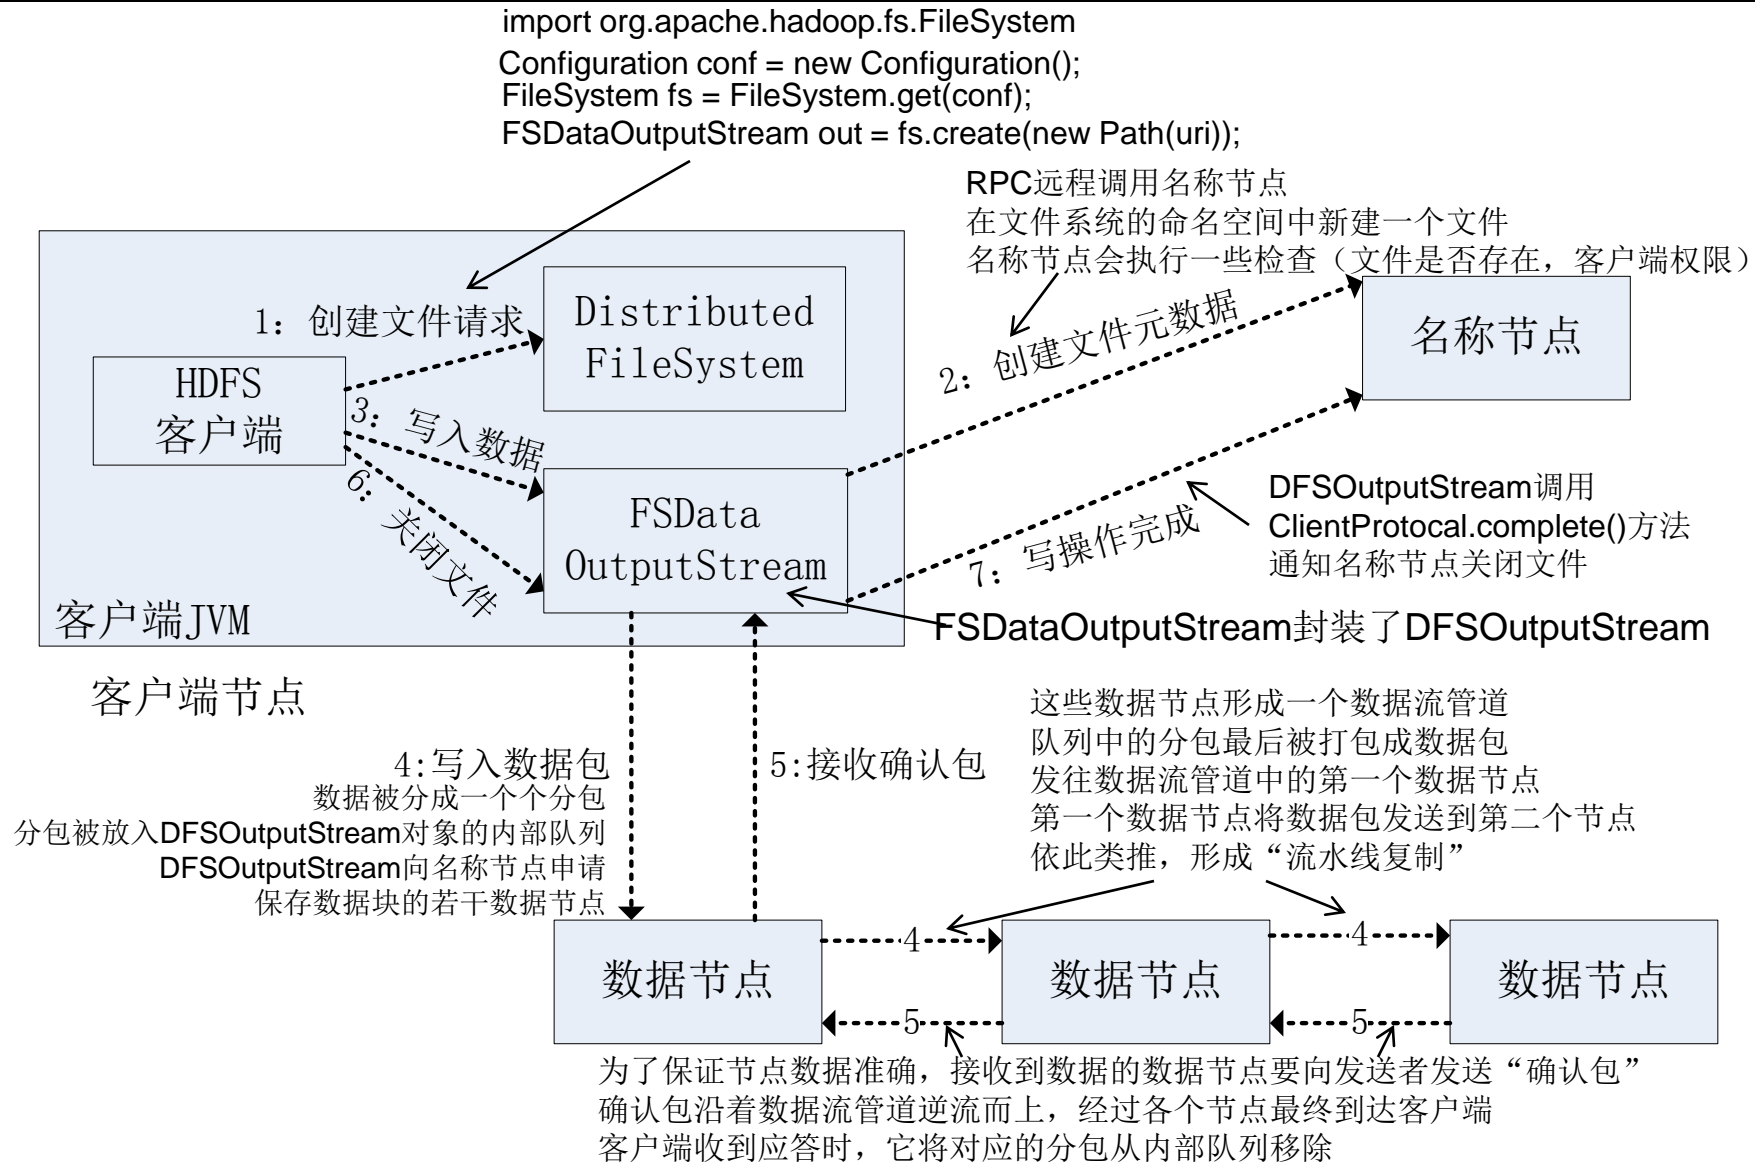 import org.apache.hadoop.fs.FileSystem
Configuration conf = new Configuration();
FileSystem fs = FileSystem.get(conf);
FSDataOutputStream out = fs.create(new Path(uri));
RPC远程调用名称节点
在文件系统的命名空间中新建一个文件
名称节点会执行一些检查（文件是否存在，客户端权限）
1：创建文件请求
Distributed
FileSystem
2：创建文件元数据
名称节点
HDFS
客户端
3：写入数据
6：关闭文件
FSData
OutputStream
7：写操作完成
DFSOutputStream调用
ClientProtocal.complete()方法
通知名称节点关闭文件
客户端JVM
FSDataOutputStream封装了DFSOutputStream
客户端节点
这些数据节点形成一个数据流管道
队列中的分包最后被打包成数据包
发往数据流管道中的第一个数据节点
第一个数据节点将数据包发送到第二个节点
依此类推，形成“流水线复制”
4:写入数据包
5:接收确认包
数据被分成一个个分包
分包被放入DFSOutputStream对象的内部队列
DFSOutputStream向名称节点申请
保存数据块的若干数据节点
4
4
数据节点
数据节点
数据节点
5
5
为了保证节点数据准确，接收到数据的数据节点要向发送者发送“确认包”
确认包沿着数据流管道逆流而上，经过各个节点最终到达客户端
客户端收到应答时，它将对应的分包从内部队列移除